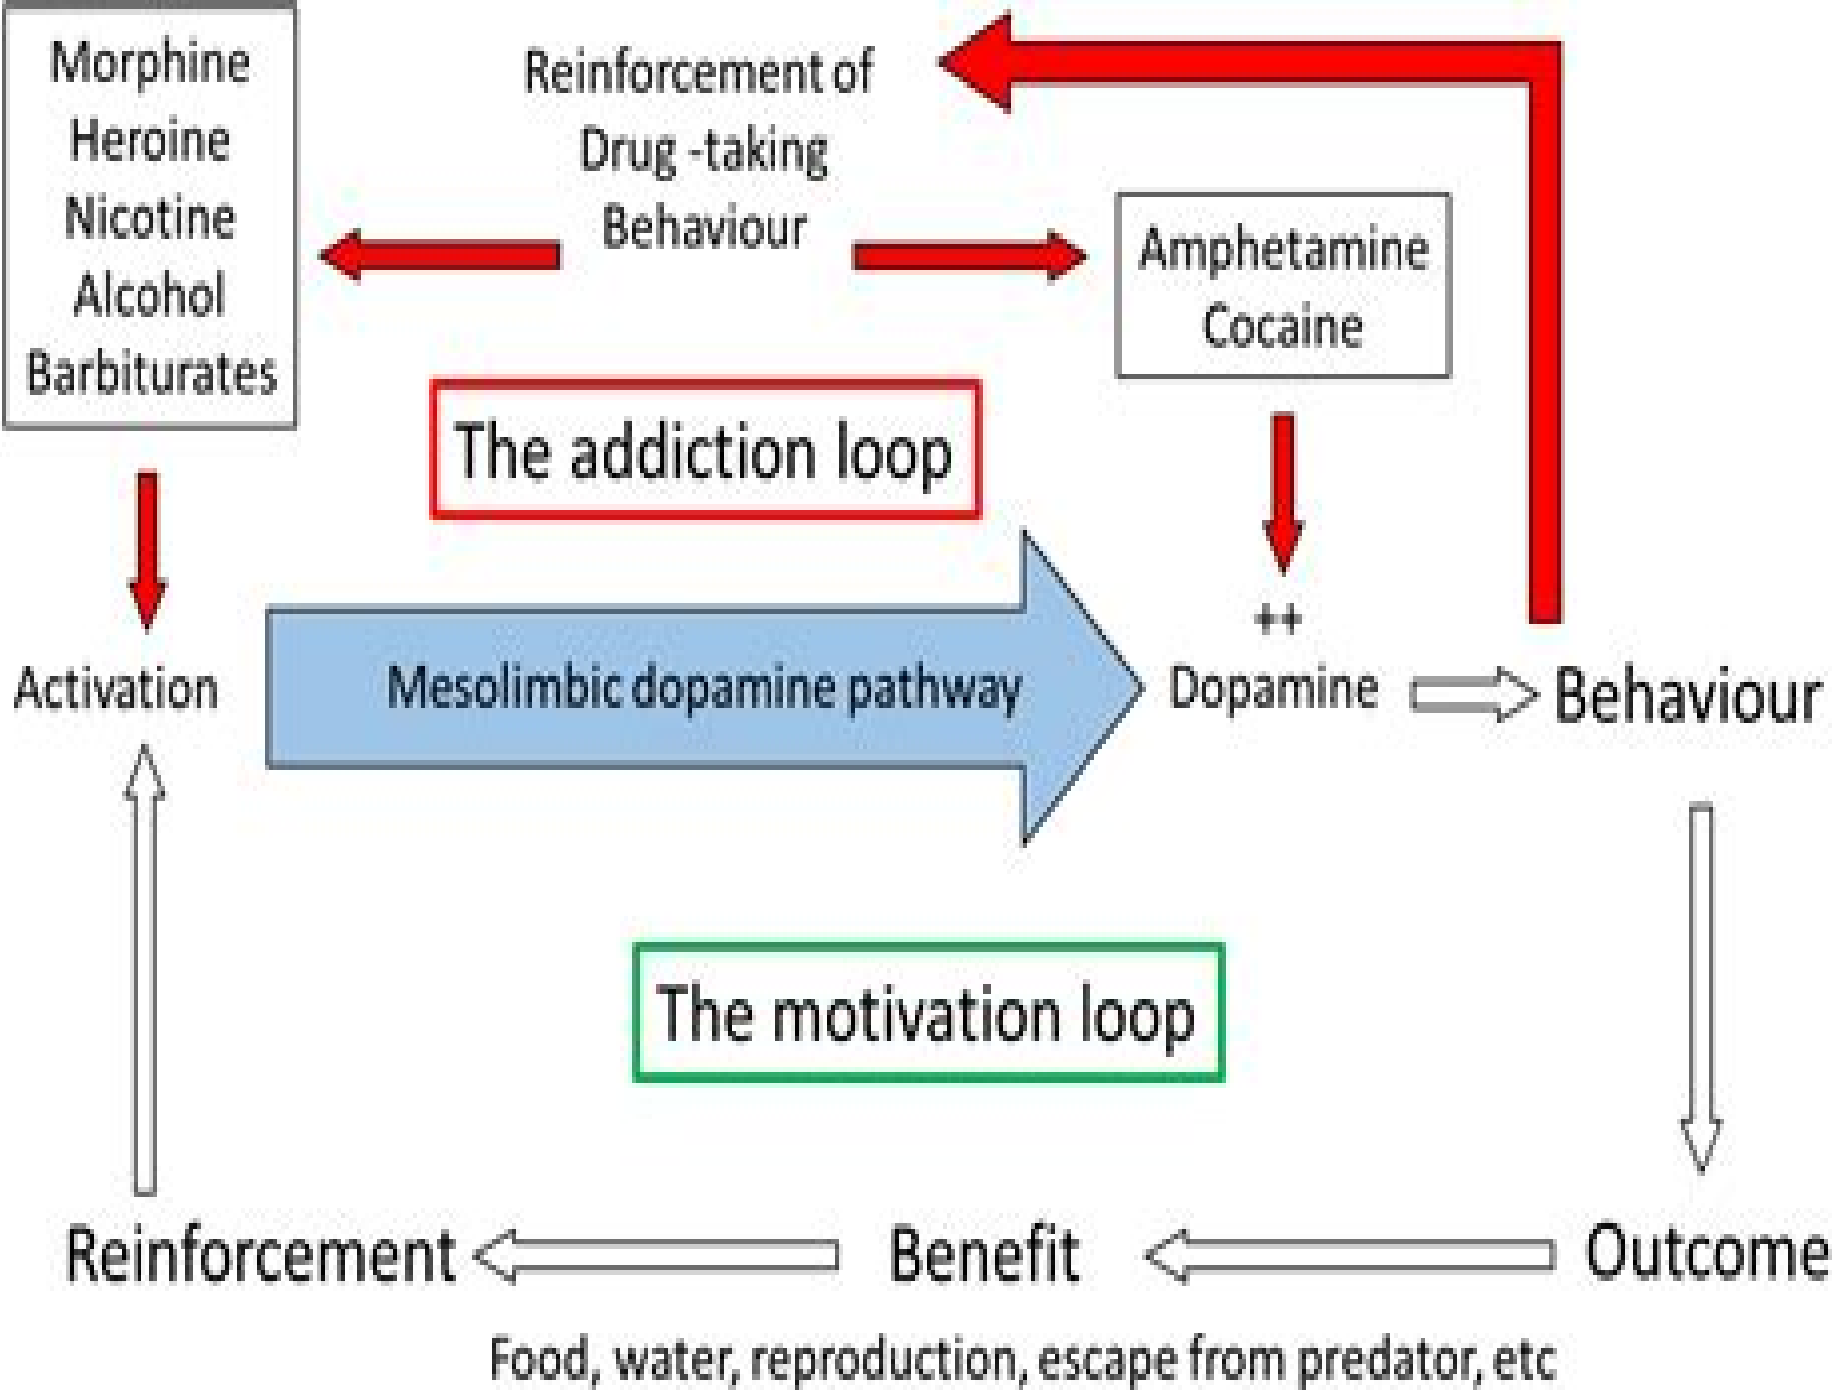 Morphine
Heroine
Nicotine
Alcohol
Barbiturates
Reinforcement of
Drug -taking
Behaviour
Amphetamine
Cocaine
The addiction loop
++
Activation
Mesolimbic dopamine pathway
Dopamine
Behaviour
The motivation loop
Reinforcement
Benefit
Outcome
Food, water, reproduction, escape from predator, etc